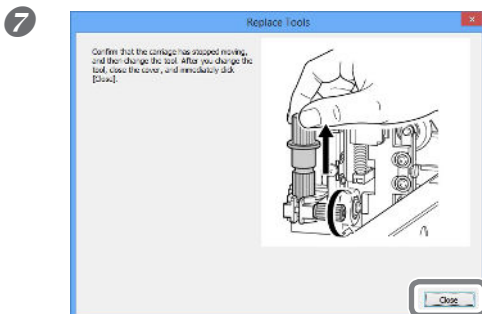 7
Replace Tools
Confirm that the carriage has stopped moving,
and then change the tool. After you change the
tool, close the cover, and immediately click
[Close].
Close